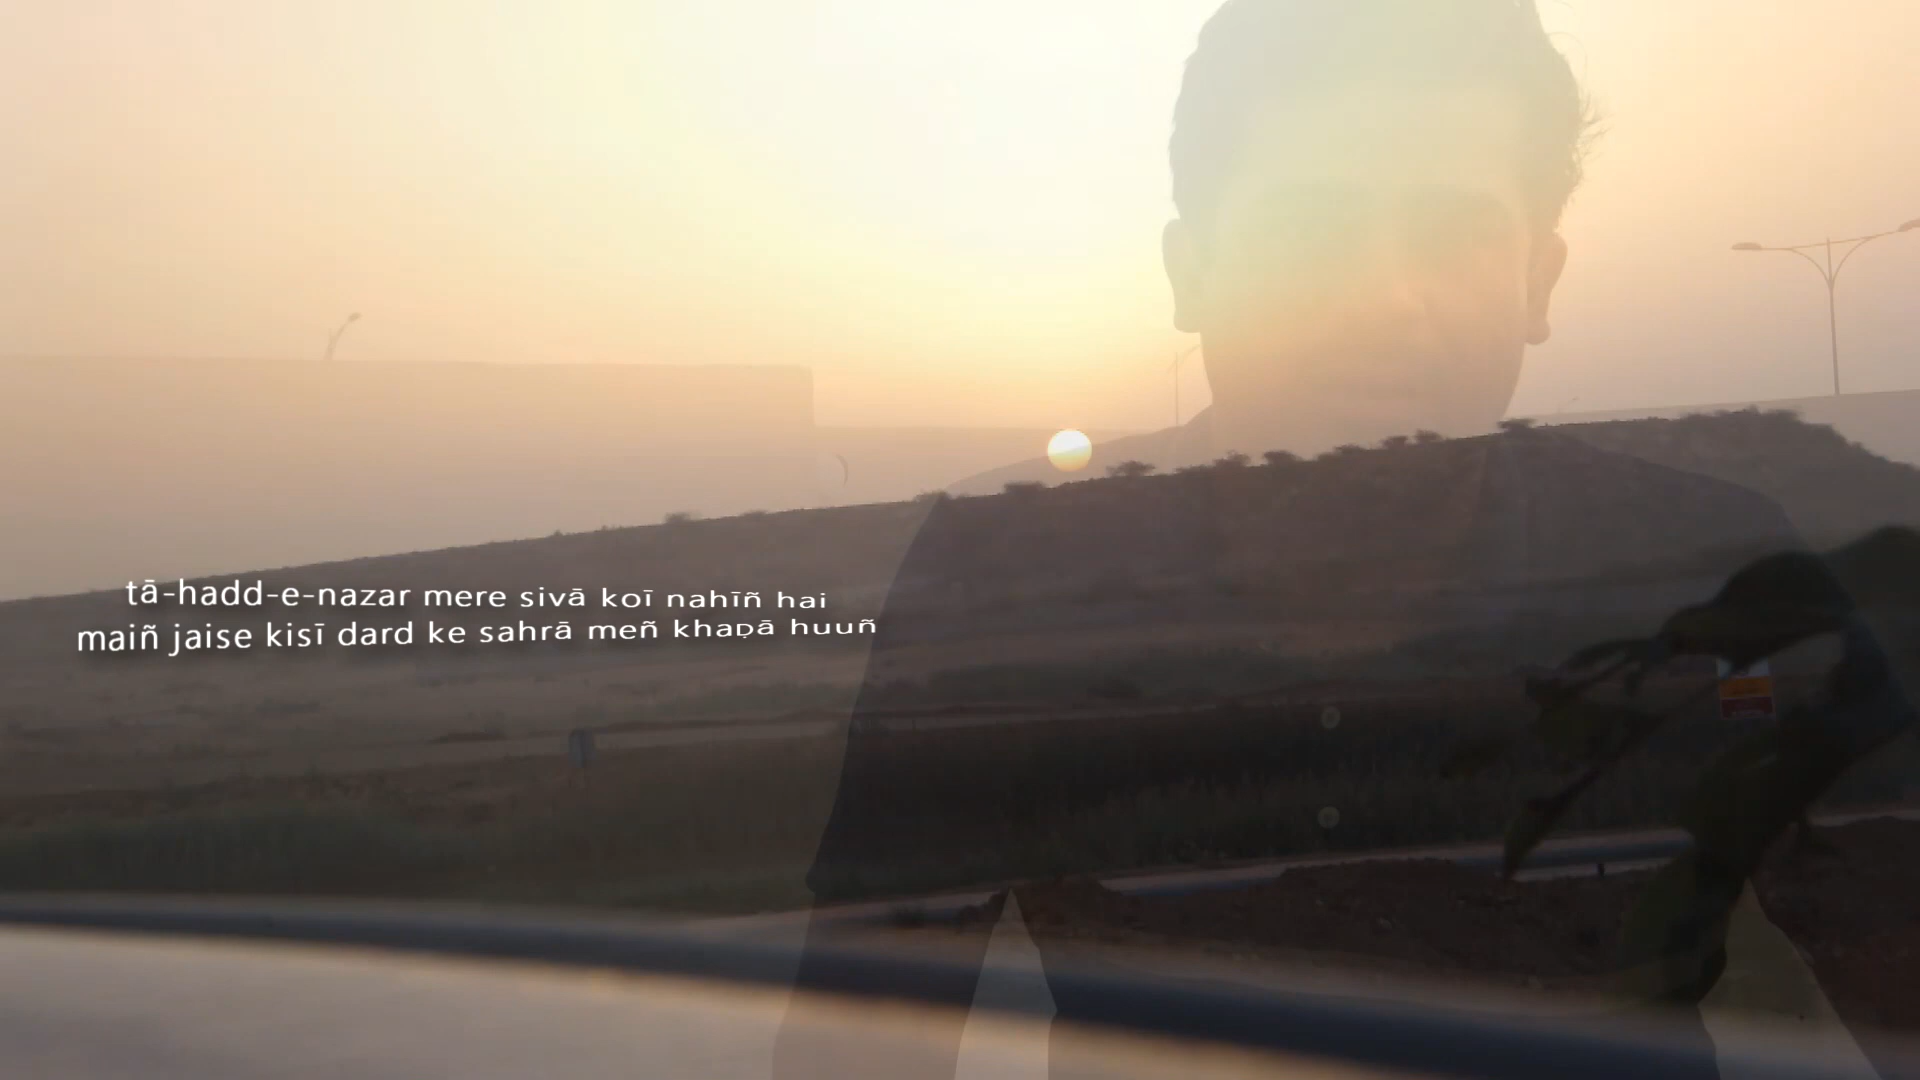 tā-hadd-e-nazar mere sivā koī nahīñ hai
maiñ jaise kisī dard ke sahrā meñ khaḍā huuñ